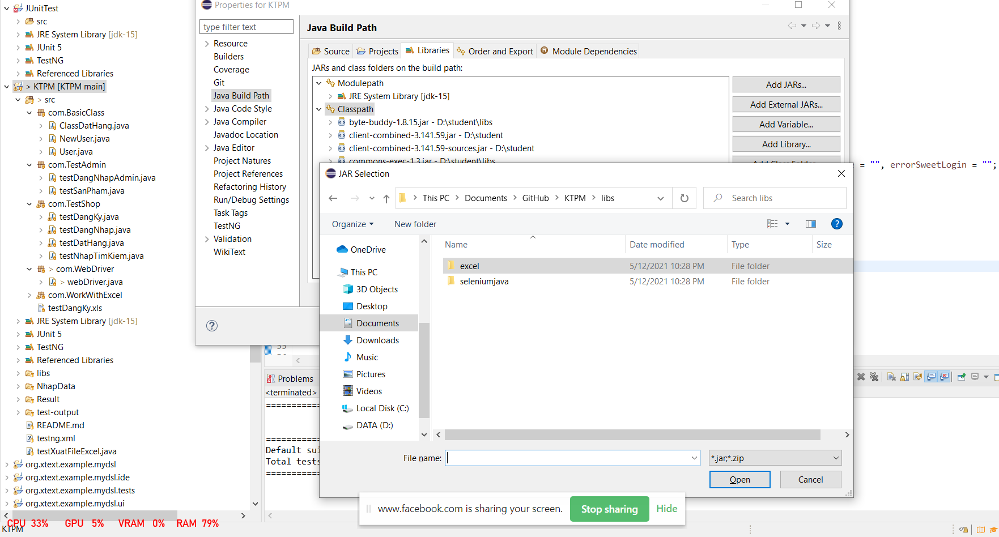 JUnitTest
src
JRE System Library [jdk-15]
JUnit 5
TestNG
Referenced Libraries
> KTPM [KTPM main]
> src
com.BasicClass
ClassDatHang.java
NewUser.java
User.java
com.TestAdmin
testDangNhapAdmin.java
testSanPham.java
com.TestShop
testDangKy.java
testDangNhap.java
testDatHang.java
testNhapTimKiem.java
> com.WebDriver
> webDriver.java
com.WorkWithExcel
testDangKy.xls
JRE System Library [jdk-15]
JUnit 5
TestNG
Referenced Libraries
libs
NhapData
Result
test-output
README.md
testng.xml
testXuatFileExcel.java
org.xtext.example.mydsl
org.xtext.example.mydsl.ide
org.xtext.example.mydsl.tests
org.xtext.example.mydsl.ui
CPU 33% GPU 5% VRAM 0% RAM 79%
KTPM
Properties for KTPM
type filter text
Resource
Builders
Coverage
Git
Java Build Path
Java Code Style
Java Compiler
Javadoc Location
Java Editor
Project Natures
Project References
Refactoring History
Run/Debug Settings
Task Tags
TestNG
Validation
WikiText
Java Build Path
Source Projects Libraries Order and Export Module Dependencies
JARs and class folders on the build path:
Modulepath
JRE System Library [jdk-15]
Classpath
byte-buddy-1.8.15.jar - D:\student\libs
client-combined-3.141.59.jar - D:\student
client-combined-3.141.59-sources.jar - D:\student
commons-exec-1.3.jar - D:\student\libs
Add JARs...
Add External JARs...
Add Variable...
Add Library...
Add Class Folder...
= "", errorSweetLogin = "";
JAR Selection
This PC > Documents > GitHub > KTPM > libs
Search libs
Organize New folder
OneDrive
This PC
3D Objects
Desktop
Documents
Downloads
Music
Pictures
Videos
Local Disk (C:)
DATA (D:)
Name Date modified Type Size
excel 5/12/2021 10:28 PM File folder
seleniumjava 5/12/2021 10:28 PM File folder
File name: *.jar;*.zip
Open Cancel
55
Problems
<terminated>
============
============
Default sui
Total tests
============
www.facebook.com is sharing your screen. Stop sharing Hide